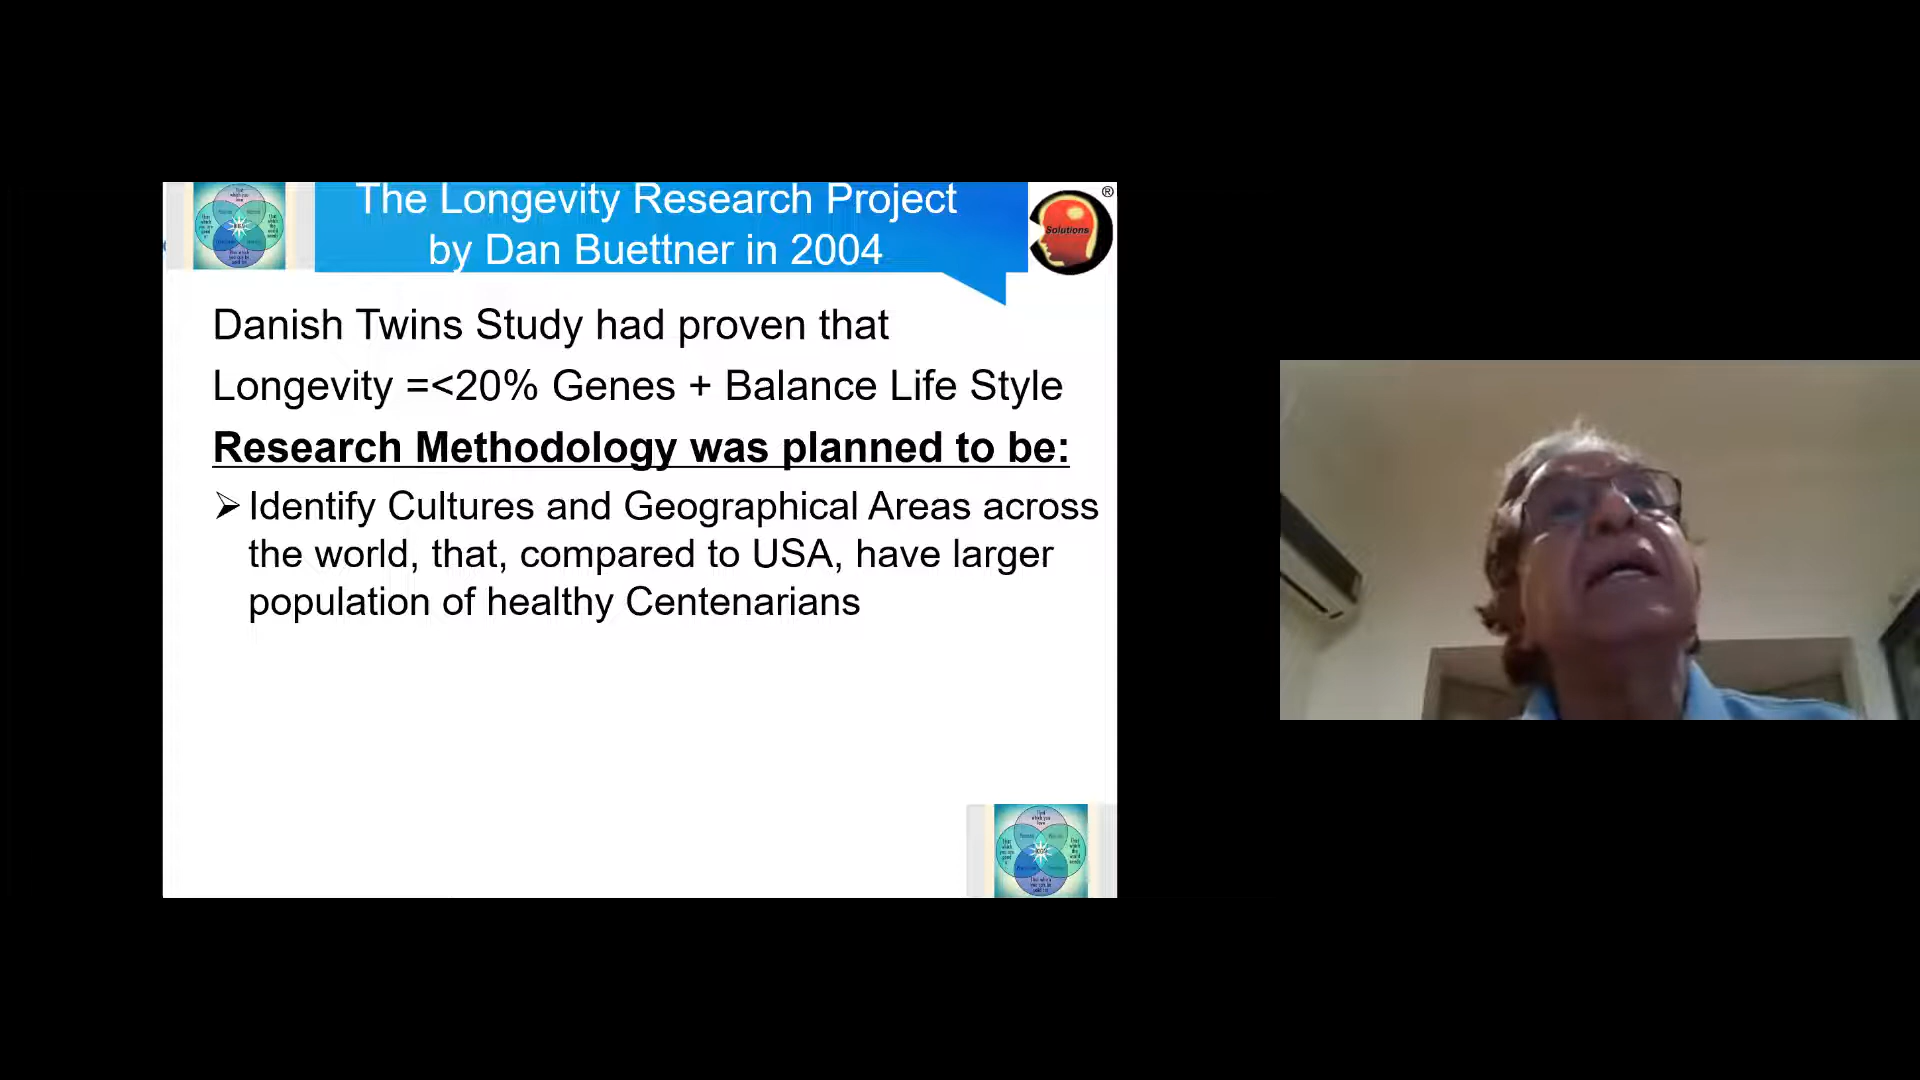 The Longevity Research Project
by Dan Buettner in 2004
®
Solutions
Danish Twins Study had proven that
Longevity =<20% Genes + Balance Life Style
Research Methodology was planned to be:
➢ Identify Cultures and Geographical Areas across
the world, that, compared to USA, have larger
population of healthy Centenarians